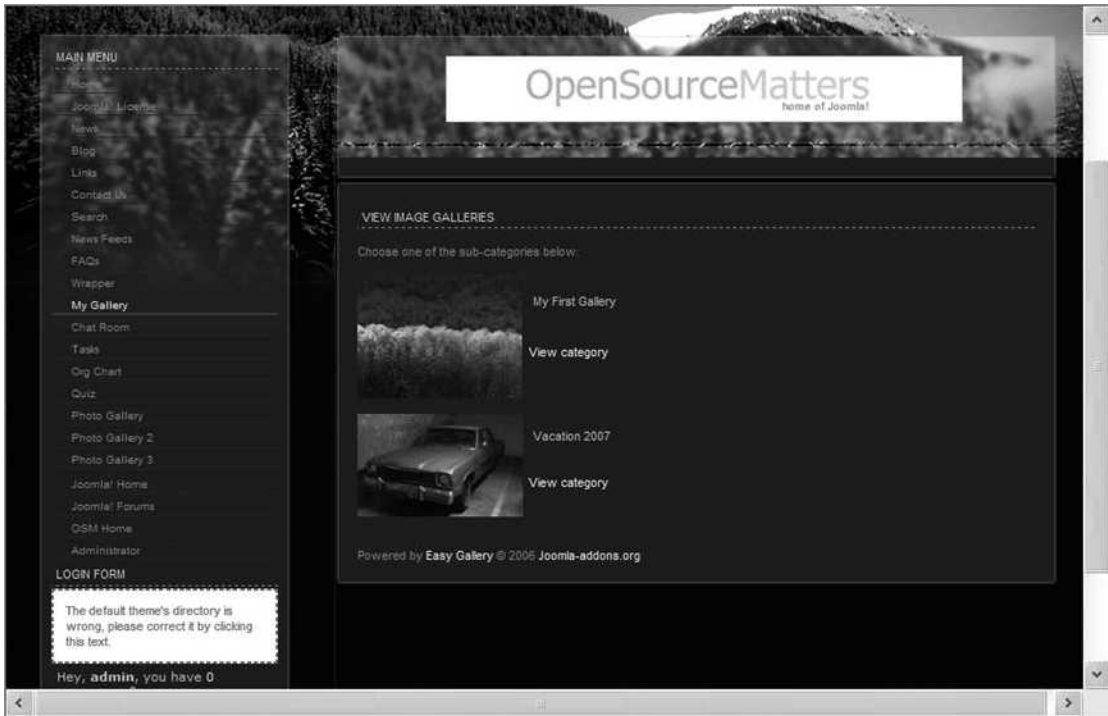 MAIN MENU
Home
Joomla! License
News
Blog
Links
Contact Us
Search
News Feeds
FAQs
Wrapper
My Gallery
Chat Room
Tasks
Org Chart
Quiz
Photo Gallery
Photo Gallery 2
Photo Gallery 3
Joomla! Home
Joomla! Forums
OSM Home
Administrator
LOGIN FORM
The default theme's directory is
wrong, please correct it by clicking
this text.
Hey, admin, you have 0
OpenSourceMatters
home of Joomla!
VIEW IMAGE GALLERIES
Choose one of the sub-categories below:
My First Gallery
View category
Vacation 2007
View category
Powered by Easy Gallery © 2006 Joomla-addons.org